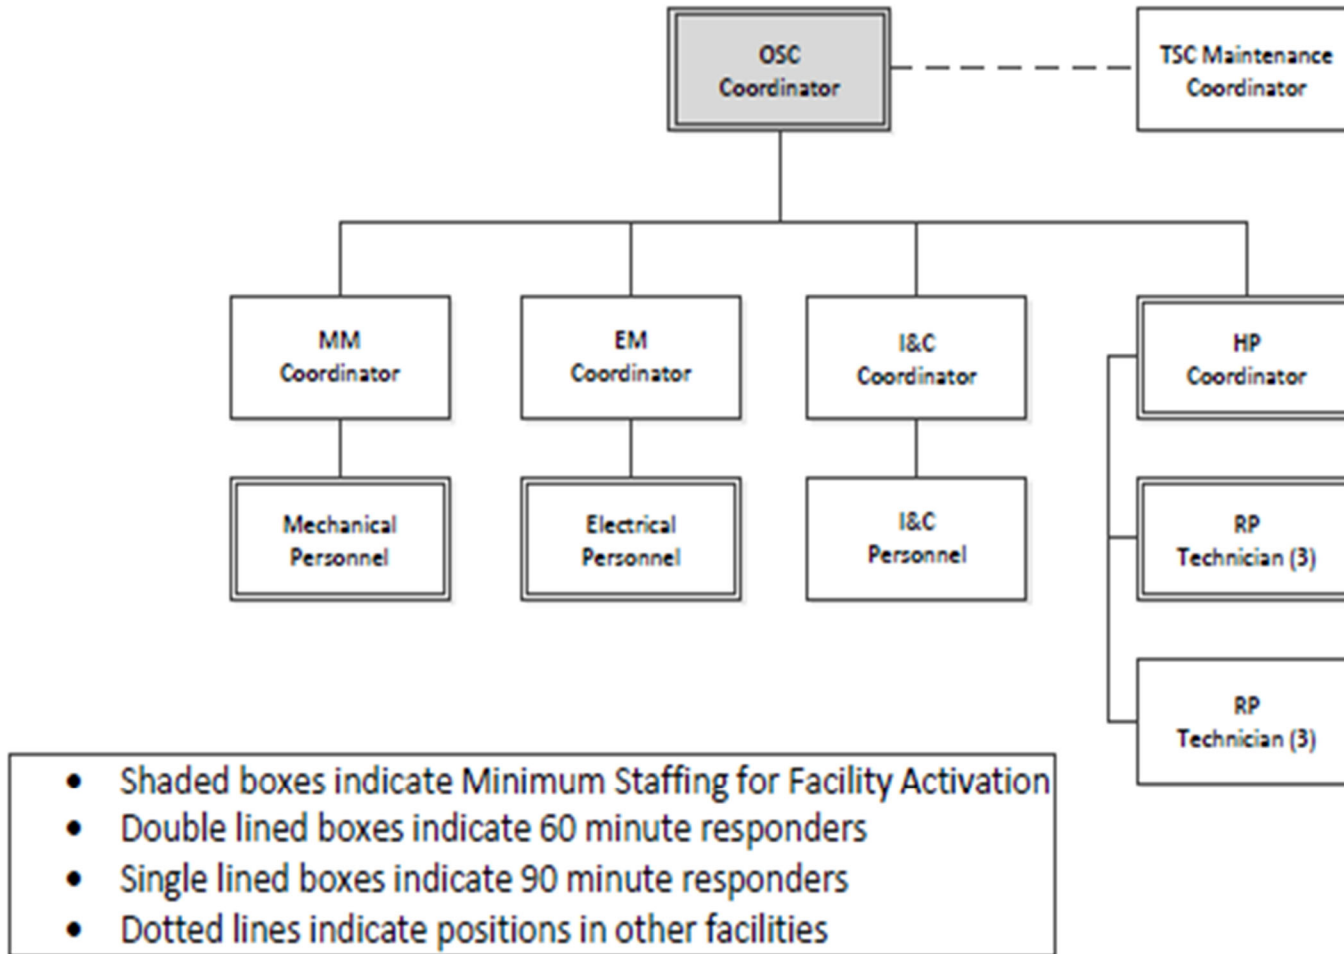 OSC
Coordinator
TSC Maintenance
Coordinator
MM
Coordinator
EM
Coordinator
I&C
Coordinator
HP
Coordinator
Mechanical
Personnel
Electrical
Personnel
I&C
Personnel
RP
Technician (3)
RP
Technician (3)
• Shaded boxes indicate Minimum Staffing for Facility Activation
• Double lined boxes indicate 60 minute responders
• Single lined boxes indicate 90 minute responders
• Dotted lines indicate positions in other facilities